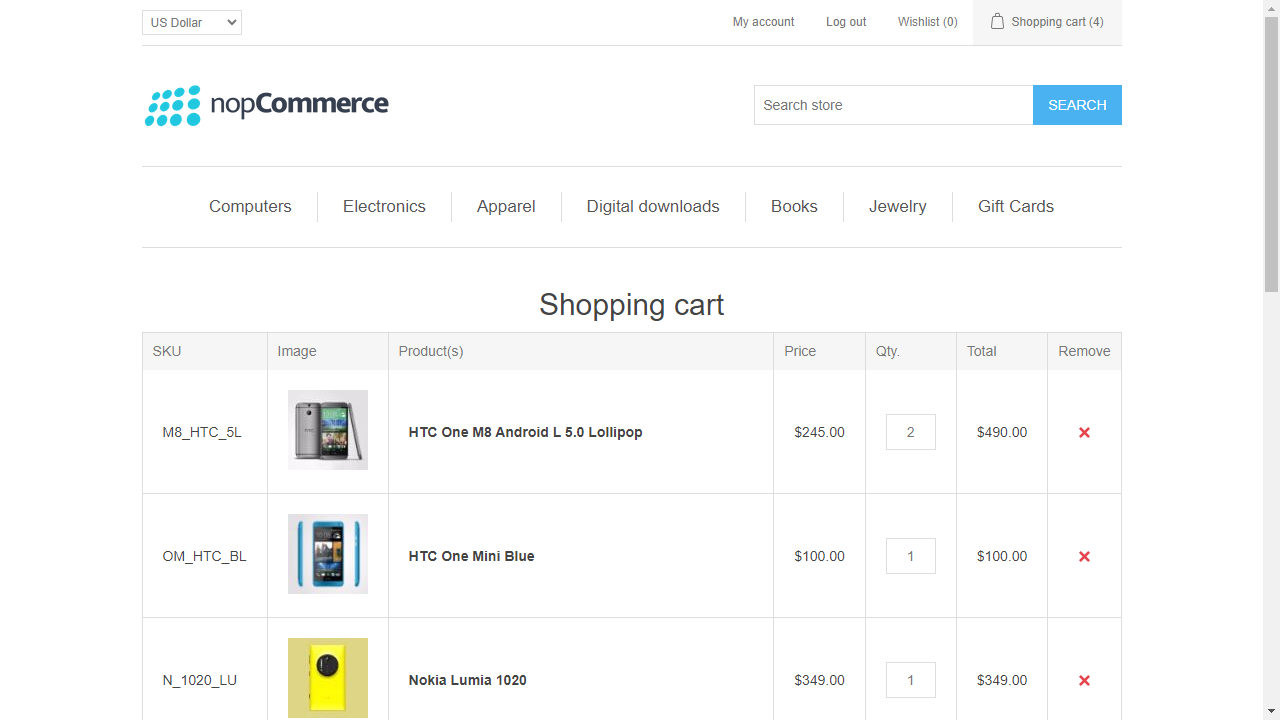 US Dollar
My account
Log out
Wishlist (0)
Shopping cart (4)
nopCommerce
Search store
SEARCH
Computers
Electronics
Apparel
Digital downloads
Books
Jewelry
Gift Cards
Shopping cart
SKU Image Product(s) Price Qty. Total Remove
M8_HTC_5L HTC One M8 Android L 5.0 Lollipop $245.00 2 $490.00
OM_HTC_BL HTC One Mini Blue $100.00 1 $100.00
N_1020_LU Nokia Lumia 1020 $349.00 1 $349.00